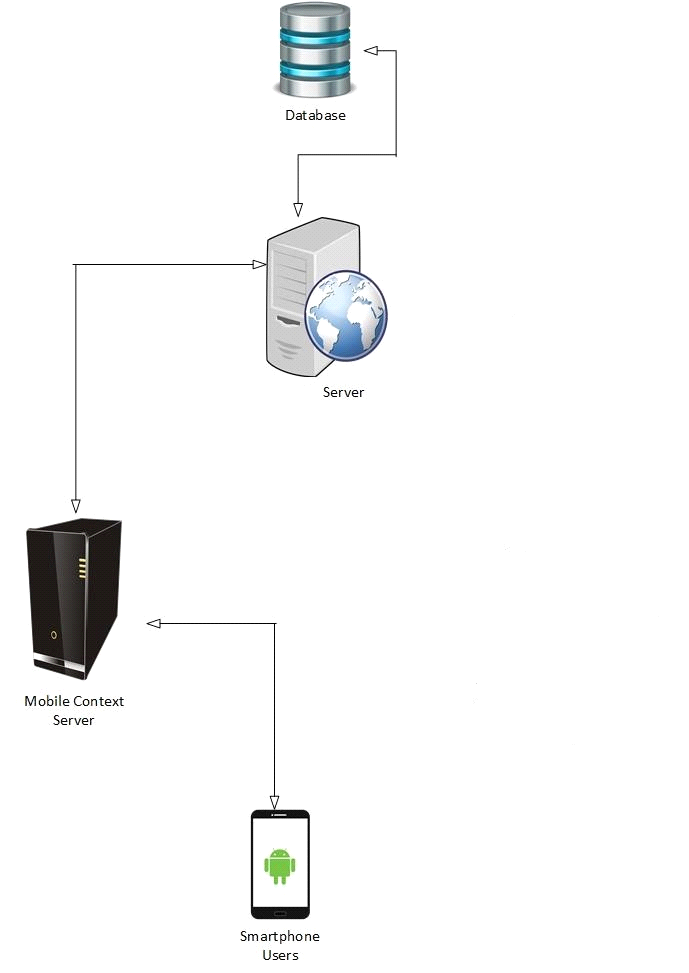 Database
Server
Mobile Context
Server
Smartphone
Users